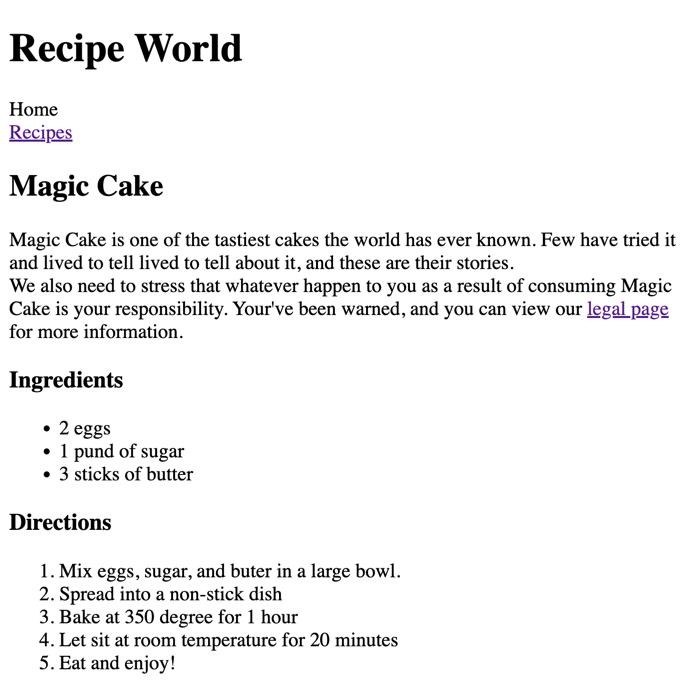 Recipe World
Home
Recipes
Magic Cake
Magic Cake is one of the tastiest cakes the world has ever known. Few have tried it
and lived to tell lived to tell about it, and these are their stories.
We also need to stress that whatever happen to you as a result of consuming Magic
Cake is your responsibility. Your've been warned, and you can view our legal page
for more information.
Ingredients
• 2 eggs
• 1 pund of sugar
• 3 sticks of butter
Directions
1. Mix eggs, sugar, and buter in a large bowl.
2. Spread into a non-stick dish
3. Bake at 350 degree for 1 hour
4. Let sit at room temperature for 20 minutes
5. Eat and enjoy!